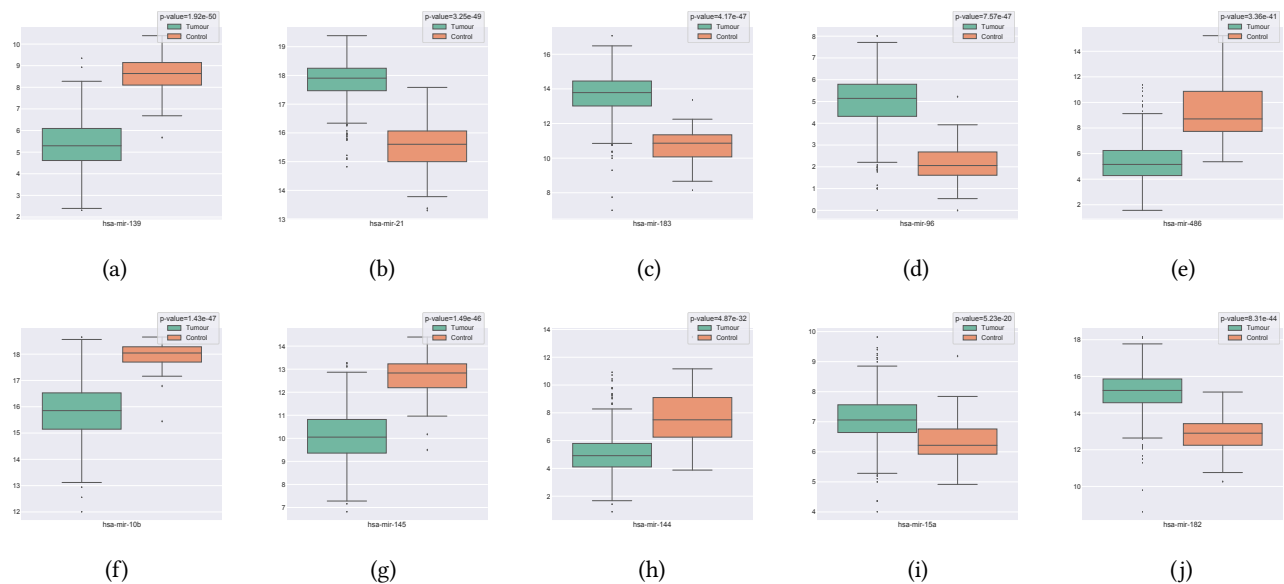 p-value=1.92e-50
Tumour
Control
10
9
8
7
6
5
4
3
2
hsa-mir-139
(a)
p-value=3.25e-49
Tumour
Control
19
18
17
16
15
14
13
hsa-mir-21
(b)
p-value=4.17e-47
Tumour
Control
16
14
12
10
8
hsa-mir-183
(c)
p-value=7.57e-47
Tumour
Control
8
7
6
5
4
3
2
1
0
hsa-mir-96
(d)
p-value=3.36e-41
Tumour
Control
14
12
10
8
6
4
2
hsa-mir-486
(e)
p-value=1.43e-47
Tumour
Control
18
17
16
15
14
13
12
hsa-mir-10b
(f)
p-value=1.49e-46
Tumour
Control
14
13
12
11
10
9
8
7
hsa-mir-145
(g)
p-value=4.87e-32
Tumour
Control
14
12
10
8
6
4
2
hsa-mir-144
(h)
p-value=5.23e-20
Tumour
Control
10
9
8
7
6
5
4
hsa-mir-15a
(i)
p-value=8.31e-44
Tumour
Control
18
16
14
12
10
hsa-mir-182
(j)